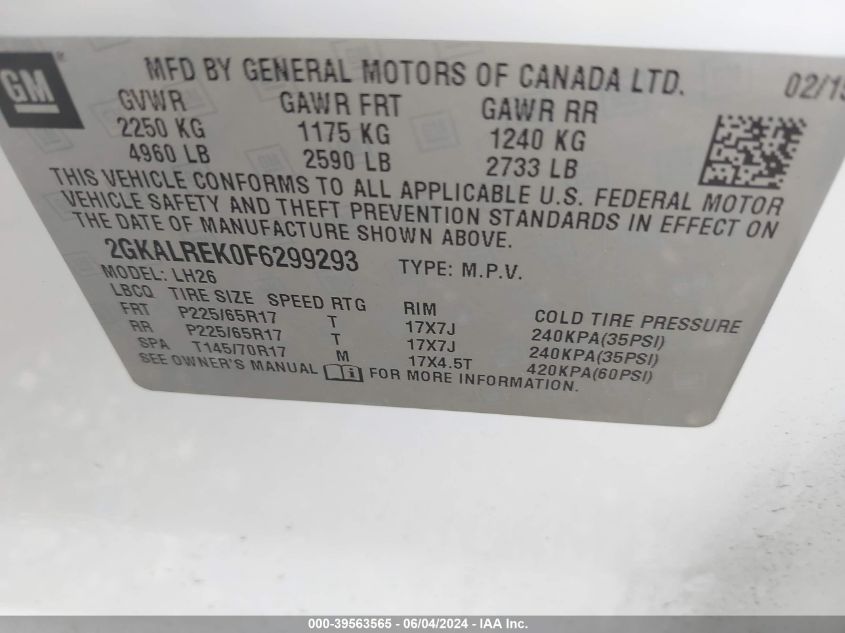 GM
MFD BY GENERAL MOTORS OF CANADA LTD. 02/15
GVWR GAWR FRT GAWR RR
2250 KG 1175 KG 1240 KG
4960 LB 2590 LB 2733 LB
THIS VEHICLE CONFORMS TO ALL APPLICABLE U.S. FEDERAL MOTOR
VEHICLE SAFETY AND THEFT PREVENTION STANDARDS IN EFFECT ON
THE DATE OF MANUFACTURE SHOWN ABOVE.
2GKALREK0F6299293 TYPE: M.P.V.
MODEL: LH26
LBCQ TIRE SIZE SPEED RTG RIM COLD TIRE PRESSURE
FRT P225/65R17 T 17X7J 240KPA(35PSI)
RR P225/65R17 T 17X7J 240KPA(35PSI)
SPA T145/70R17 M 17X4.5T 420KPA(60PSI)
SEE OWNER'S MANUAL FOR MORE INFORMATION.
000-39563565 - 06/04/2024 - IAA Inc.